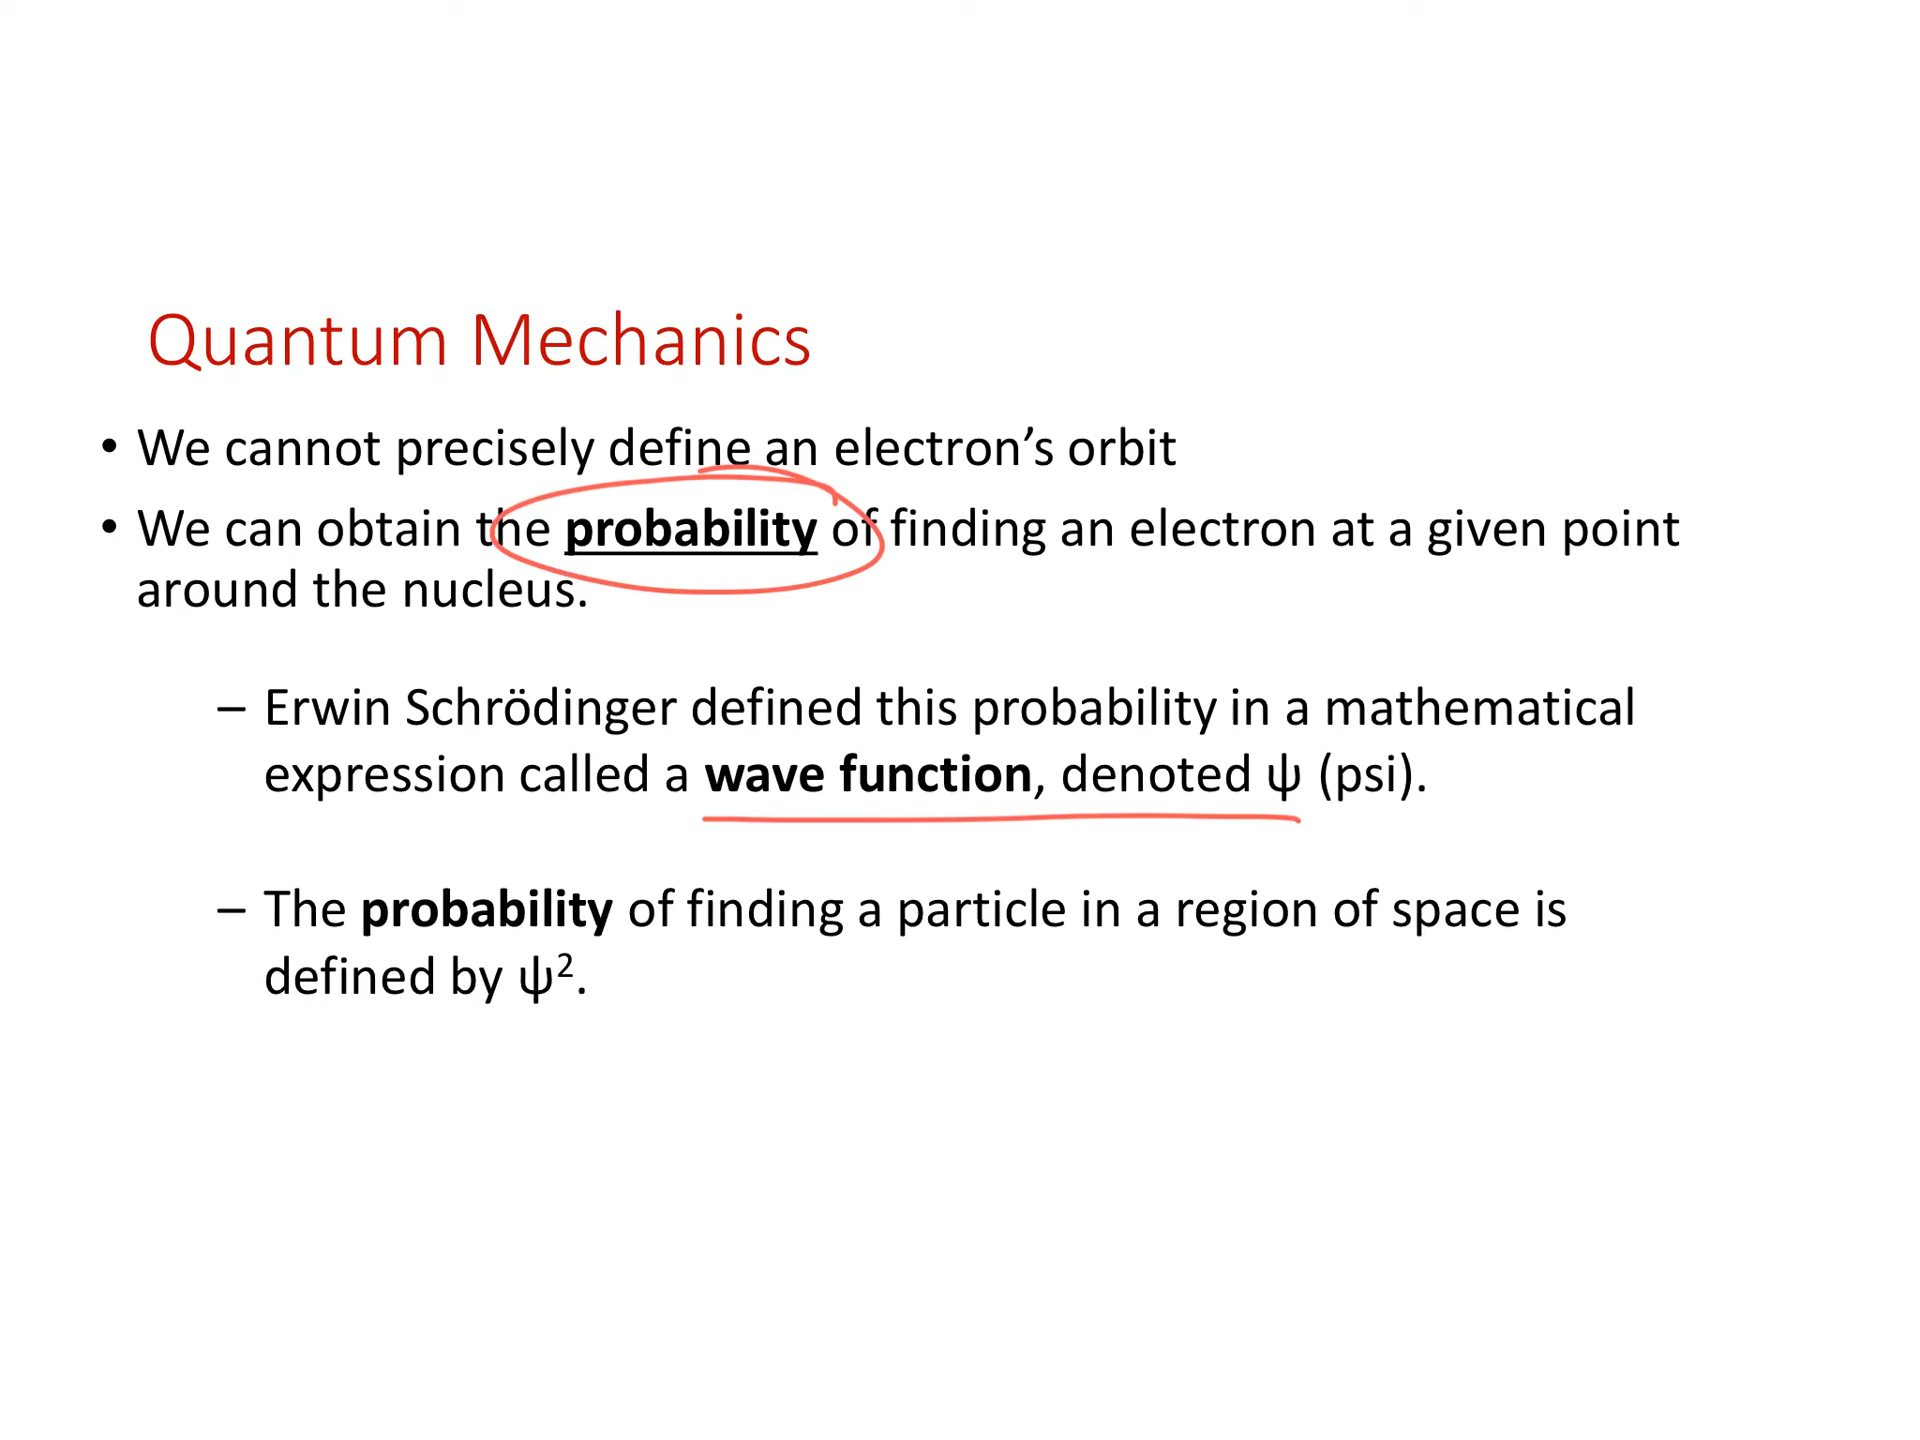 Quantum Mechanics
• We cannot precisely define an electron’s orbit
• We can obtain the probability of finding an electron at a given point
around the nucleus.
– Erwin Schrödinger defined this probability in a mathematical
expression called a wave function, denoted ψ (psi).
– The probability of finding a particle in a region of space is
defined by ψ².